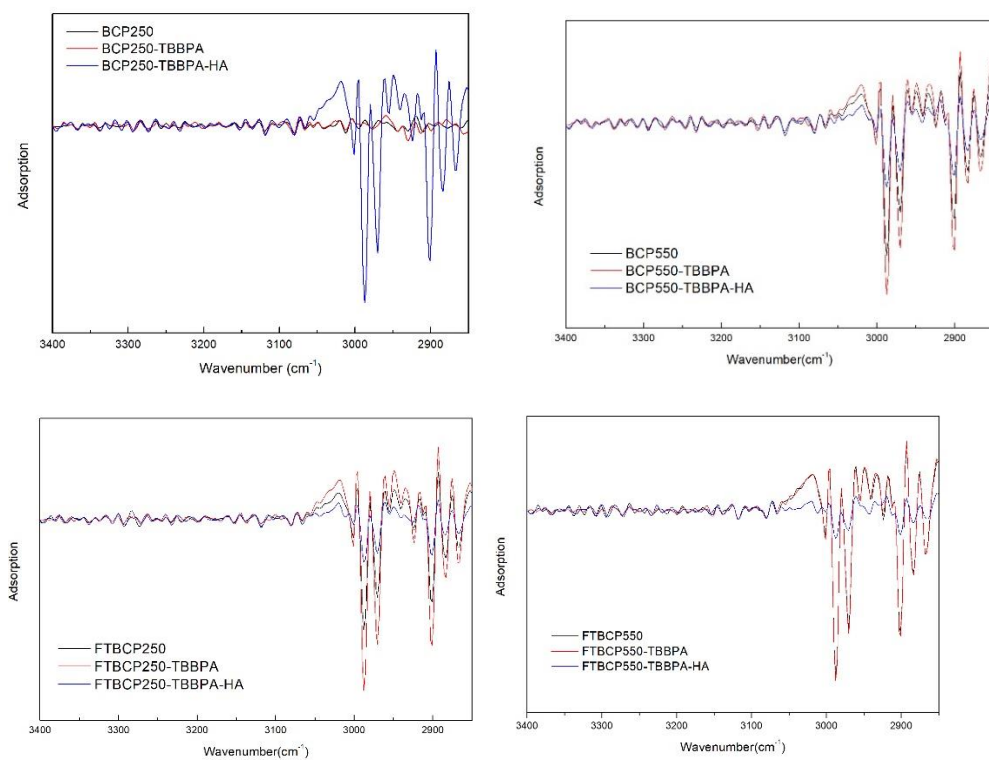 BCP250
BCP250-TBBPA
BCP250-TBBPA-HA
Adsorption
3400 3300 3200 3100 3000 2900
Wavenumber (cm-1)
Adsorption
BCP550
BCP550-TBBPA
BCP550-TBBPA-HA
3400 3300 3200 3100 3000 2900
Wavenumber(cm-1)
Adsorption
FTBCP250
FTBCP250-TBBPA
FTBCP250-TBBPA-HA
3400 3300 3200 3100 3000 2900
Wavenumber(cm-1)
Adsorption
FTBCP550
FTBCP550-TBBPA
FTBCP550-TBBPA-HA
3400 3300 3200 3100 3000 2900
Wavenumber(cm-1)